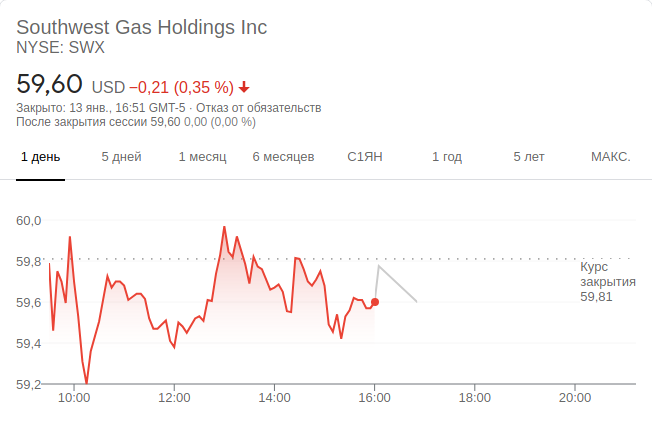 Southwest Gas Holdings Inc
NYSE: SWX
59,60 USD −0,21 (0,35 %)
Закрыто: 13 янв., 16:51 GMT-5 · Отказ от обязательств
После закрытия сессии 59,60 0,00 (0,00 %)
1 день 5 дней 1 месяц 6 месяцев С1ЯН 1 год 5 лет МАКС.
60,0
59,8
Курс
закрытия
59,81
59,6
59,4
59,2
10:00 12:00 14:00 16:00 18:00 20:00